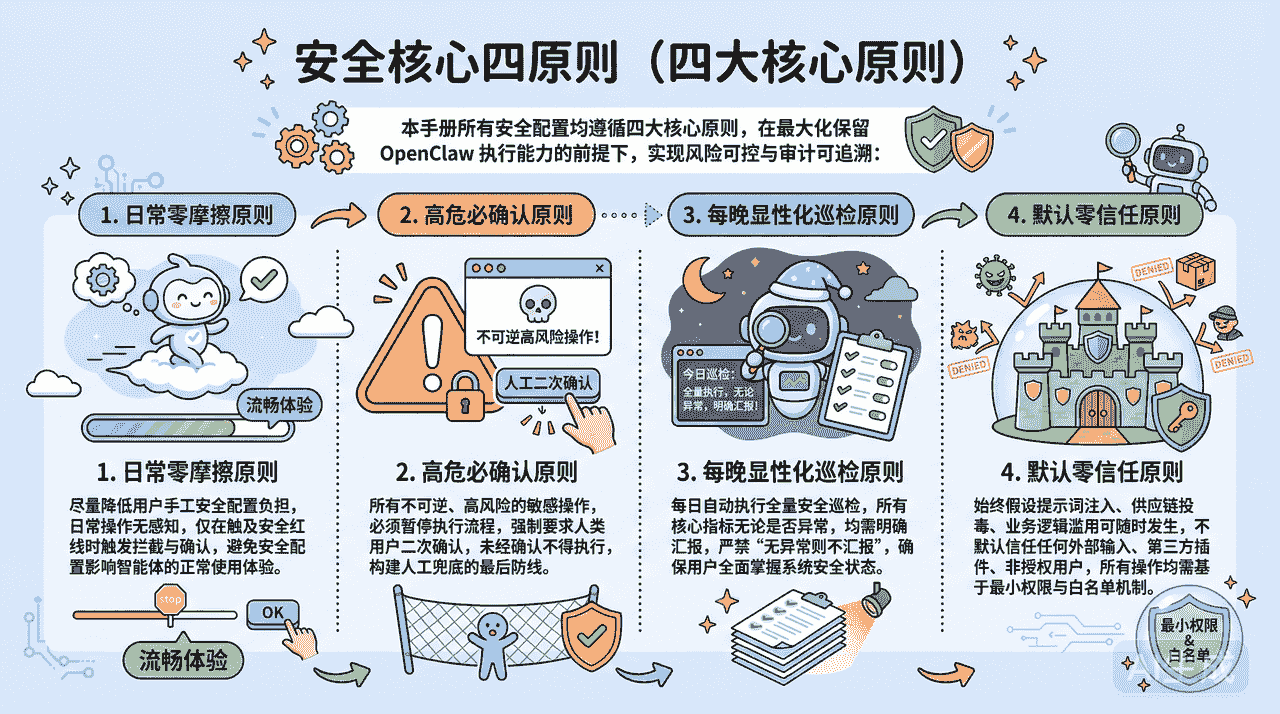 安全核心四原则（四大核心原则）
本手册所有安全配置均遵循四大核心原则，在最大化保留
OpenClaw 执行能力的前提下，实现风险可控与审计可追溯：
1. 日常零摩擦原则
2. 高危必确认原则
3. 每晚显性化巡检原则
4. 默认零信任原则
流畅体验
不可逆高风险操作！
人工二次确认
今日巡检：
全量执行，无论
异常，明确汇报！
DENIED
DENIED
DENIED
1. 日常零摩擦原则
尽量降低用户手工安全配置负担，
日常操作无感知，仅在触及安全红
线时触发拦截与确认，避免安全配
置影响智能体的正常使用体验。
stop
OK
流畅体验
2. 高危必确认原则
所有不可逆、高风险的敏感操作，
必须暂停执行流程，强制要求人类
用户二次确认，未经确认不得执行，
构建人工兜底的最后防线。
3. 每晚显性化巡检原则
每日自动执行全量安全巡检，所有
核心指标无论是否异常，均需明确
汇报，严禁“无异常则不汇报”，确
保用户全面掌握系统安全状态。
4. 默认零信任原则
始终假设提示词注入、供应链投
毒、业务逻辑滥用可随时发生，不
默认信任任何外部输入、第三方插
件、非授权用户，所有操作均需基
于最小权限与白名单机制。
最小权限
&
白名单